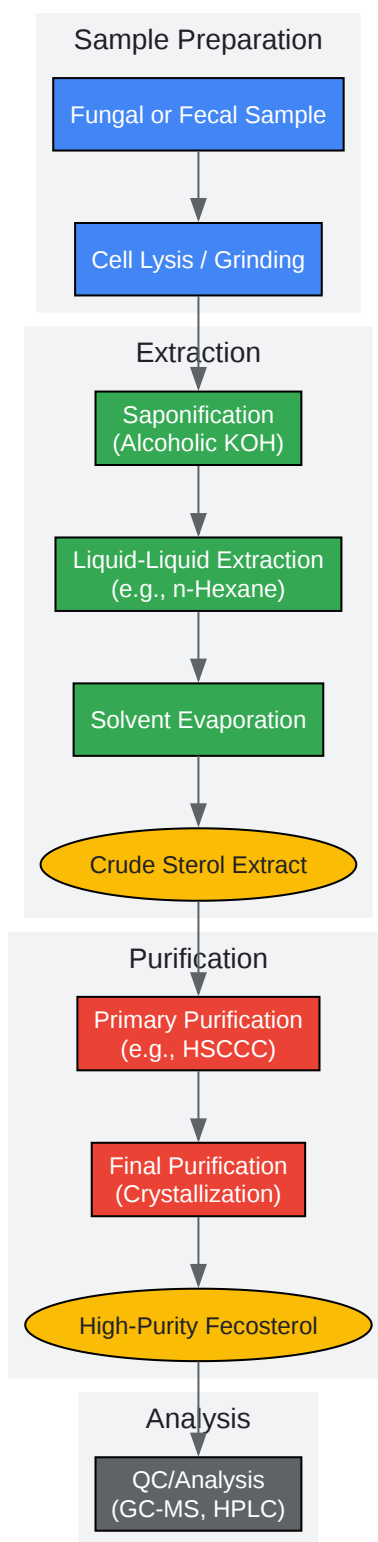 Sample Preparation
Fungal or Fecal Sample
Cell Lysis / Grinding
Extraction
Saponification
(Alcoholic KOH)
Liquid-Liquid Extraction
(e.g., n-Hexane)
Solvent Evaporation
Crude Sterol Extract
Purification
Primary Purification
(e.g., HSCCC)
Final Purification
(Crystallization)
High-Purity Fecosterol
Analysis
QC/Analysis
(GC-MS, HPLC)